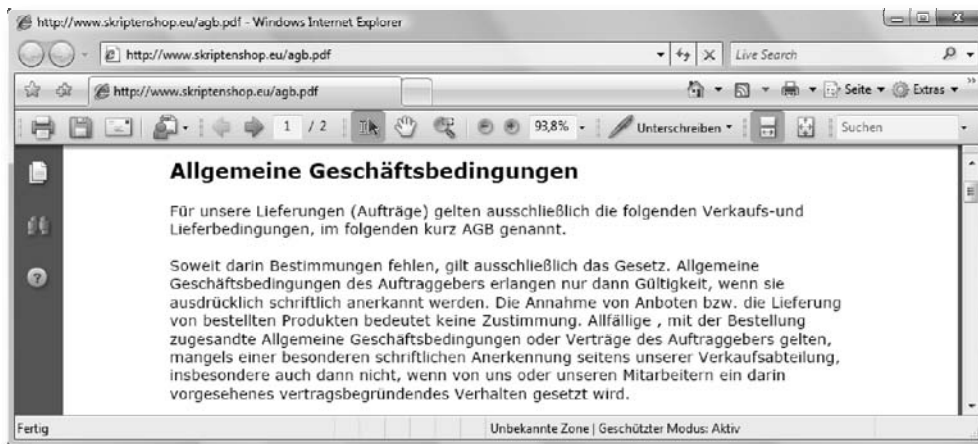 http://www.skriptenshop.eu/agb.pdf - Windows Internet Explorer
http://www.skriptenshop.eu/agb.pdf Live Search
http://www.skriptenshop.eu/agb.pdf Seite Extras
1 / 2 93,8% Unterschreiben Suchen
Allgemeine Geschäftsbedingungen
Für unsere Lieferungen (Aufträge) gelten ausschließlich die folgenden Verkaufs-und
Lieferbedingungen, im folgenden kurz AGB genannt.
Soweit darin Bestimmungen fehlen, gilt ausschließlich das Gesetz. Allgemeine
Geschäftsbedingungen des Auftraggebers erlangen nur dann Gültigkeit, wenn sie
ausdrücklich schriftlich anerkannt werden. Die Annahme von Anboten bzw. die Lieferung
von bestellten Produkten bedeutet keine Zustimmung. Allfällige , mit der Bestellung
zugesandte Allgemeine Geschäftsbedingungen oder Verträge des Auftraggebers gelten,
mangels einer besonderen schriftlichen Anerkennung seitens unserer Verkaufsabteilung,
insbesondere auch dann nicht, wenn von uns oder unseren Mitarbeitern ein darin
vorgesehenes vertragsbegründendes Verhalten gesetzt wird.
Fertig Unbekannte Zone | Geschützter Modus: Aktiv